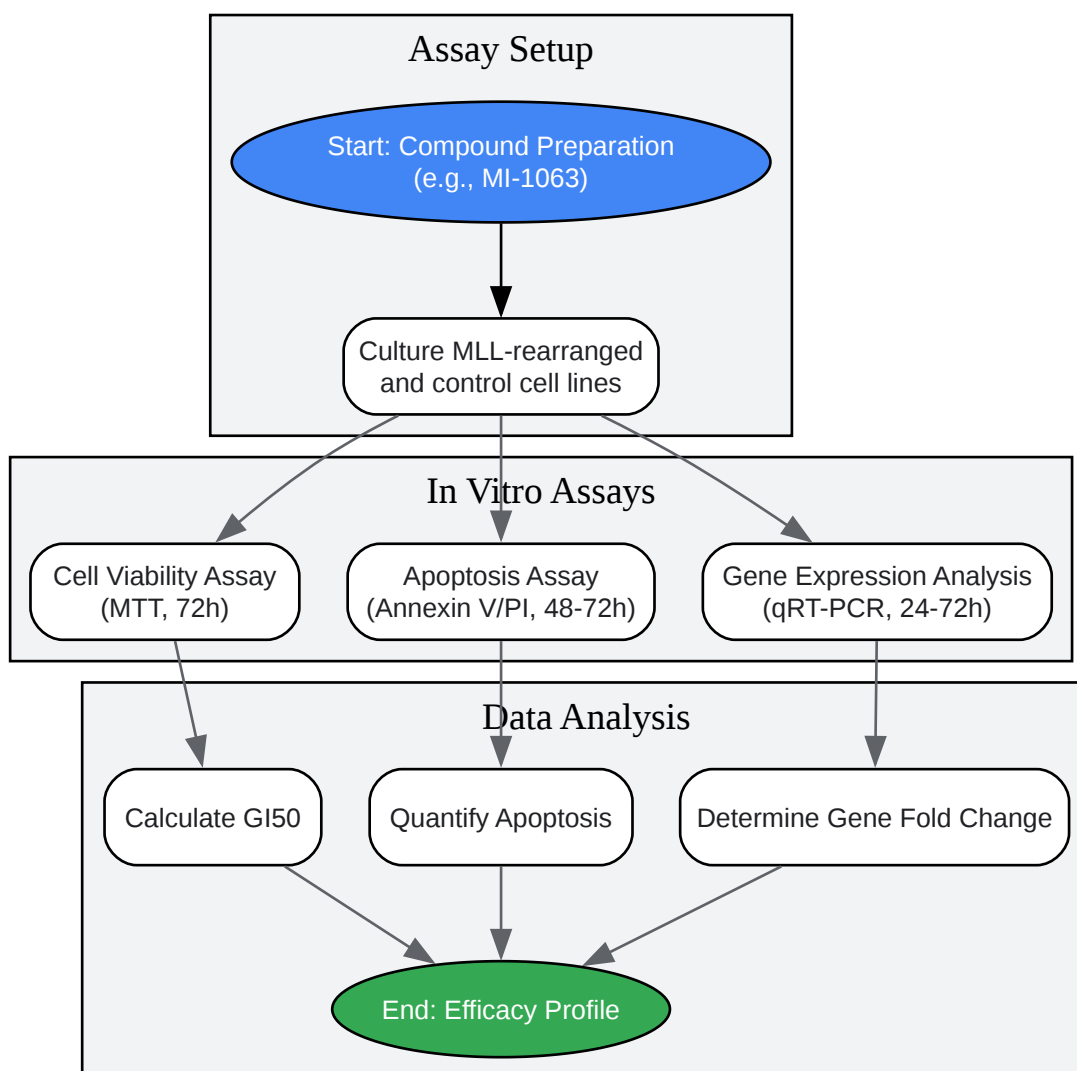 Assay Setup
Start: Compound Preparation
(e.g., MI-1063)
Culture MLL-rearranged
and control cell lines
In Vitro Assays
Cell Viability Assay
(MTT, 72h)
Apoptosis Assay
(Annexin V/PI, 48-72h)
Gene Expression Analysis
(qRT-PCR, 24-72h)
Data Analysis
Calculate GI50
Quantify Apoptosis
Determine Gene Fold Change
End: Efficacy Profile